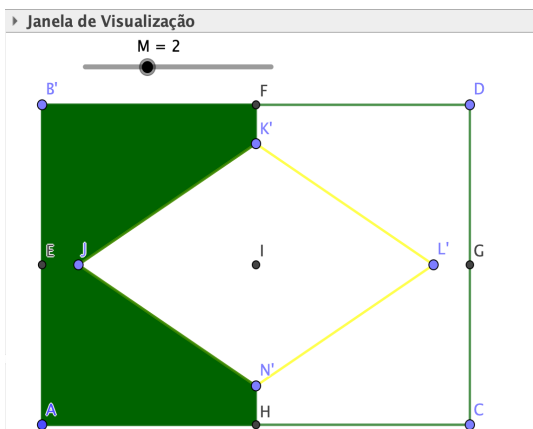 Janela de Visualização
M = 2
B' F D
K'
E J I L' G
N'
A H C